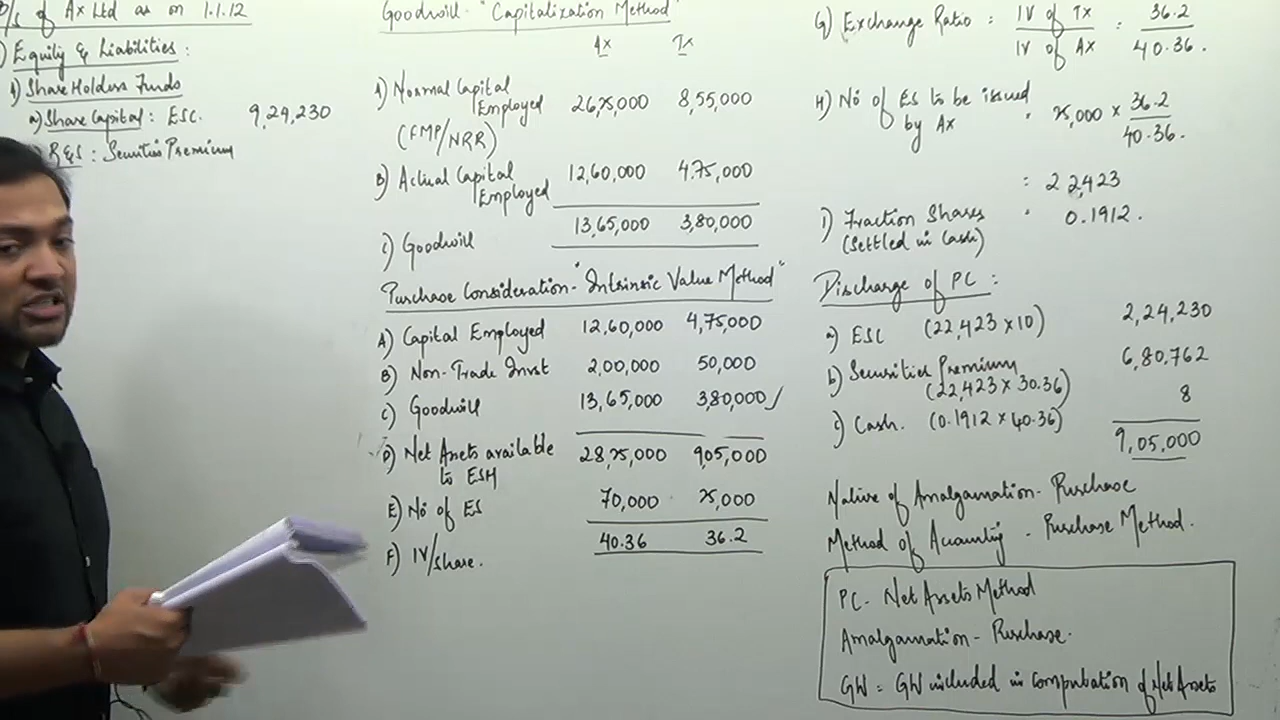 B/s of Ax Ltd as on 1.1.12
Equity & Liabilities :
1) Share Holders Funds
a) Share Capital : ESC. 9,24,230
R&S : Securities Premium
Goodwill - "Capitalization Method"
Ax Tx
A) Normal Capital Employed 26,25,000 8,55,000
(FMP/NRR)
B) Actual Capital Employed 12,60,000 4,75,000
C) Goodwill 13,65,000 3,80,000
Purchase Consideration - "Intrinsic Value Method"
A) Capital Employed 12,60,000 4,75,000
B) Non-Trade Invst 2,00,000 50,000
C) Goodwill 13,65,000 3,80,000
D) Net Assets available to ESH 28,25,000 905,000
E) No of ES 70,000 25,000
F) IV/share. 40.36 36.2
G) Exchange Ratio : IV of Tx / IV of Ax : 36.2 / 40.36.
H) No of ES to be issued by Ax : 25,000 × 36.2 / 40.36.
: 22,423
I) Fraction Shares : 0.1912.
(Settled in Cash)
Discharge of PC :
a) ESC (22,423 × 10) 2,24,230
b) Securities Premium (22,423 × 30.36) 6,80,762
c) Cash. (0.1912 × 40.36) 8
9,05,000
Nature of Amalgamation - Purchase
Method of Accounting - Purchase Method.
PC - Net Assets Method
Amalgamation - Purchase.
GW = GW included in computation of Net Assets